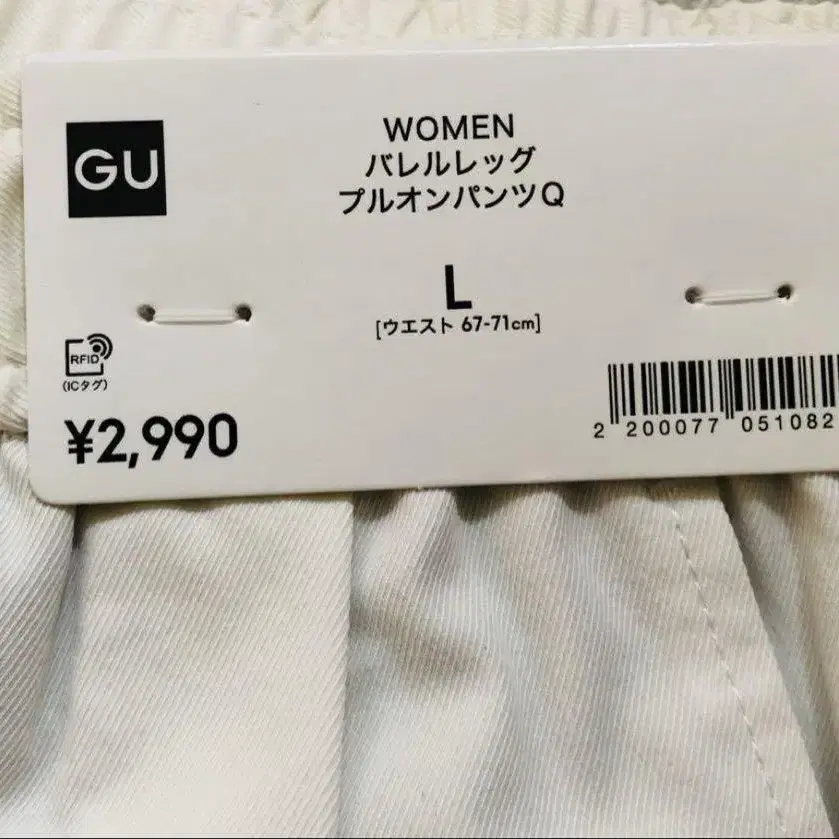 GU
WOMEN
バレルレッグ
プルオンパンツQ
L
[ウエスト 67-71cm]
RFID
(ICタグ)
¥2,990
2 200077 051082